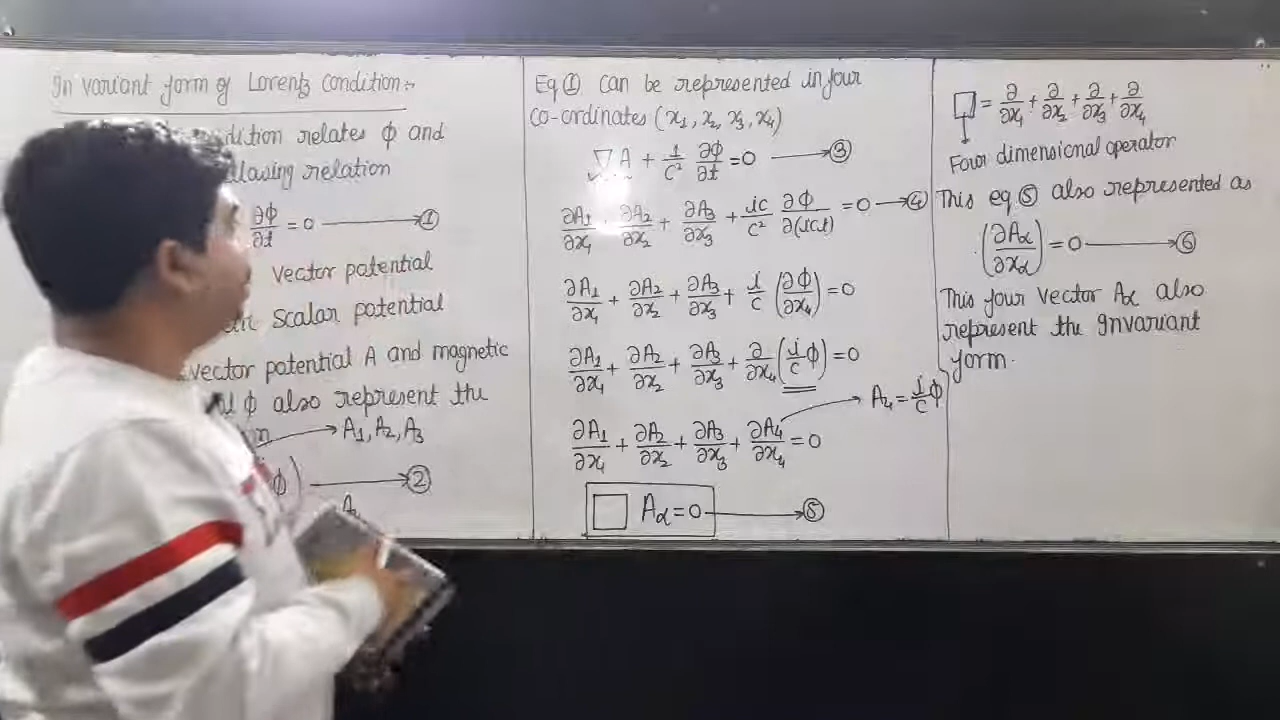 In variant form of Lorentz Condition:-
dition relates ϕ and
llowing relation
∂ϕ/∂t = 0 ⟶ ①
Vector potential
Scalar potential
vector potential A and magnetic
ϕ also represent the
→ A₁, A₂, A₃
ϕ) ⟶ ②
Eq ① can be represented in four
co-ordinates (x₁, x₂, x₃, x₄)
∇ A + 1/c² ∂ϕ/∂t = 0 ⟶ ③
∂A₁/∂x₁ + ∂A₂/∂x₂ + ∂A₃/∂x₃ + ic/c² ∂ϕ/∂(ict) = 0 ⟶ ④
∂A₁/∂x₁ + ∂A₂/∂x₂ + ∂A₃/∂x₃ + i/c (∂ϕ/∂x₄) = 0
∂A₁/∂x₁ + ∂A₂/∂x₂ + ∂A₃/∂x₃ + ∂/∂x₄ (i/c ϕ) = 0
A₄ = i/c ϕ
∂A₁/∂x₁ + ∂A₂/∂x₂ + ∂A₃/∂x₃ + ∂A₄/∂x₄ = 0
□ Aα = 0 ⟶ ⑤
□ = ∂/∂x₁ + ∂/∂x₂ + ∂/∂x₃ + ∂/∂x₄
Four dimensional operator
This eq ⑤ also represented as
(∂Aα/∂xα) = 0 ⟶ ⑥
This four vector Aα also
represent the Invariant
form.